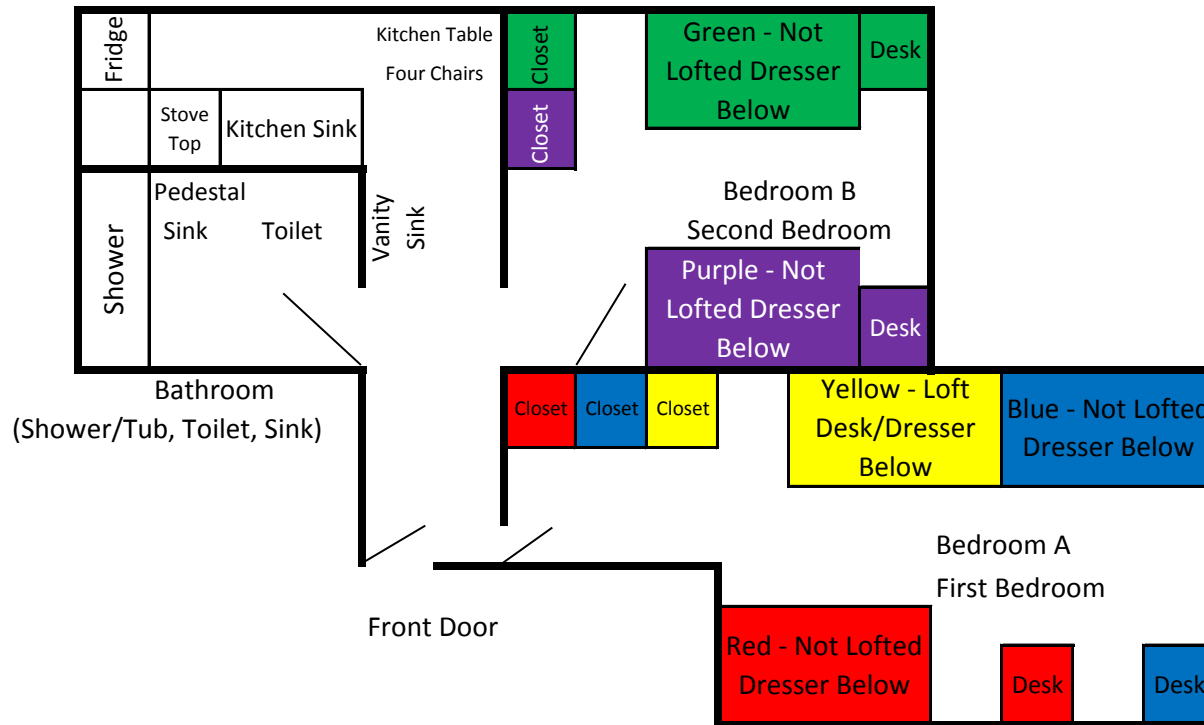 Fridge
Kitchen Table
Four Chairs
Closet
Green - Not
Lofted Dresser
Below
Desk
Stove
Top
Kitchen Sink
Closet
Shower
Pedestal
Sink
Toilet
Vanity
Sink
Bedroom B
Second Bedroom
Purple - Not
Lofted Dresser
Below
Desk
Bathroom
(Shower/Tub, Toilet, Sink)
Closet
Closet
Closet
Yellow - Loft
Desk/Dresser
Below
Blue - Not Lofted
Dresser Below
Bedroom A
First Bedroom
Front Door
Red - Not Lofted
Dresser Below
Desk
Desk